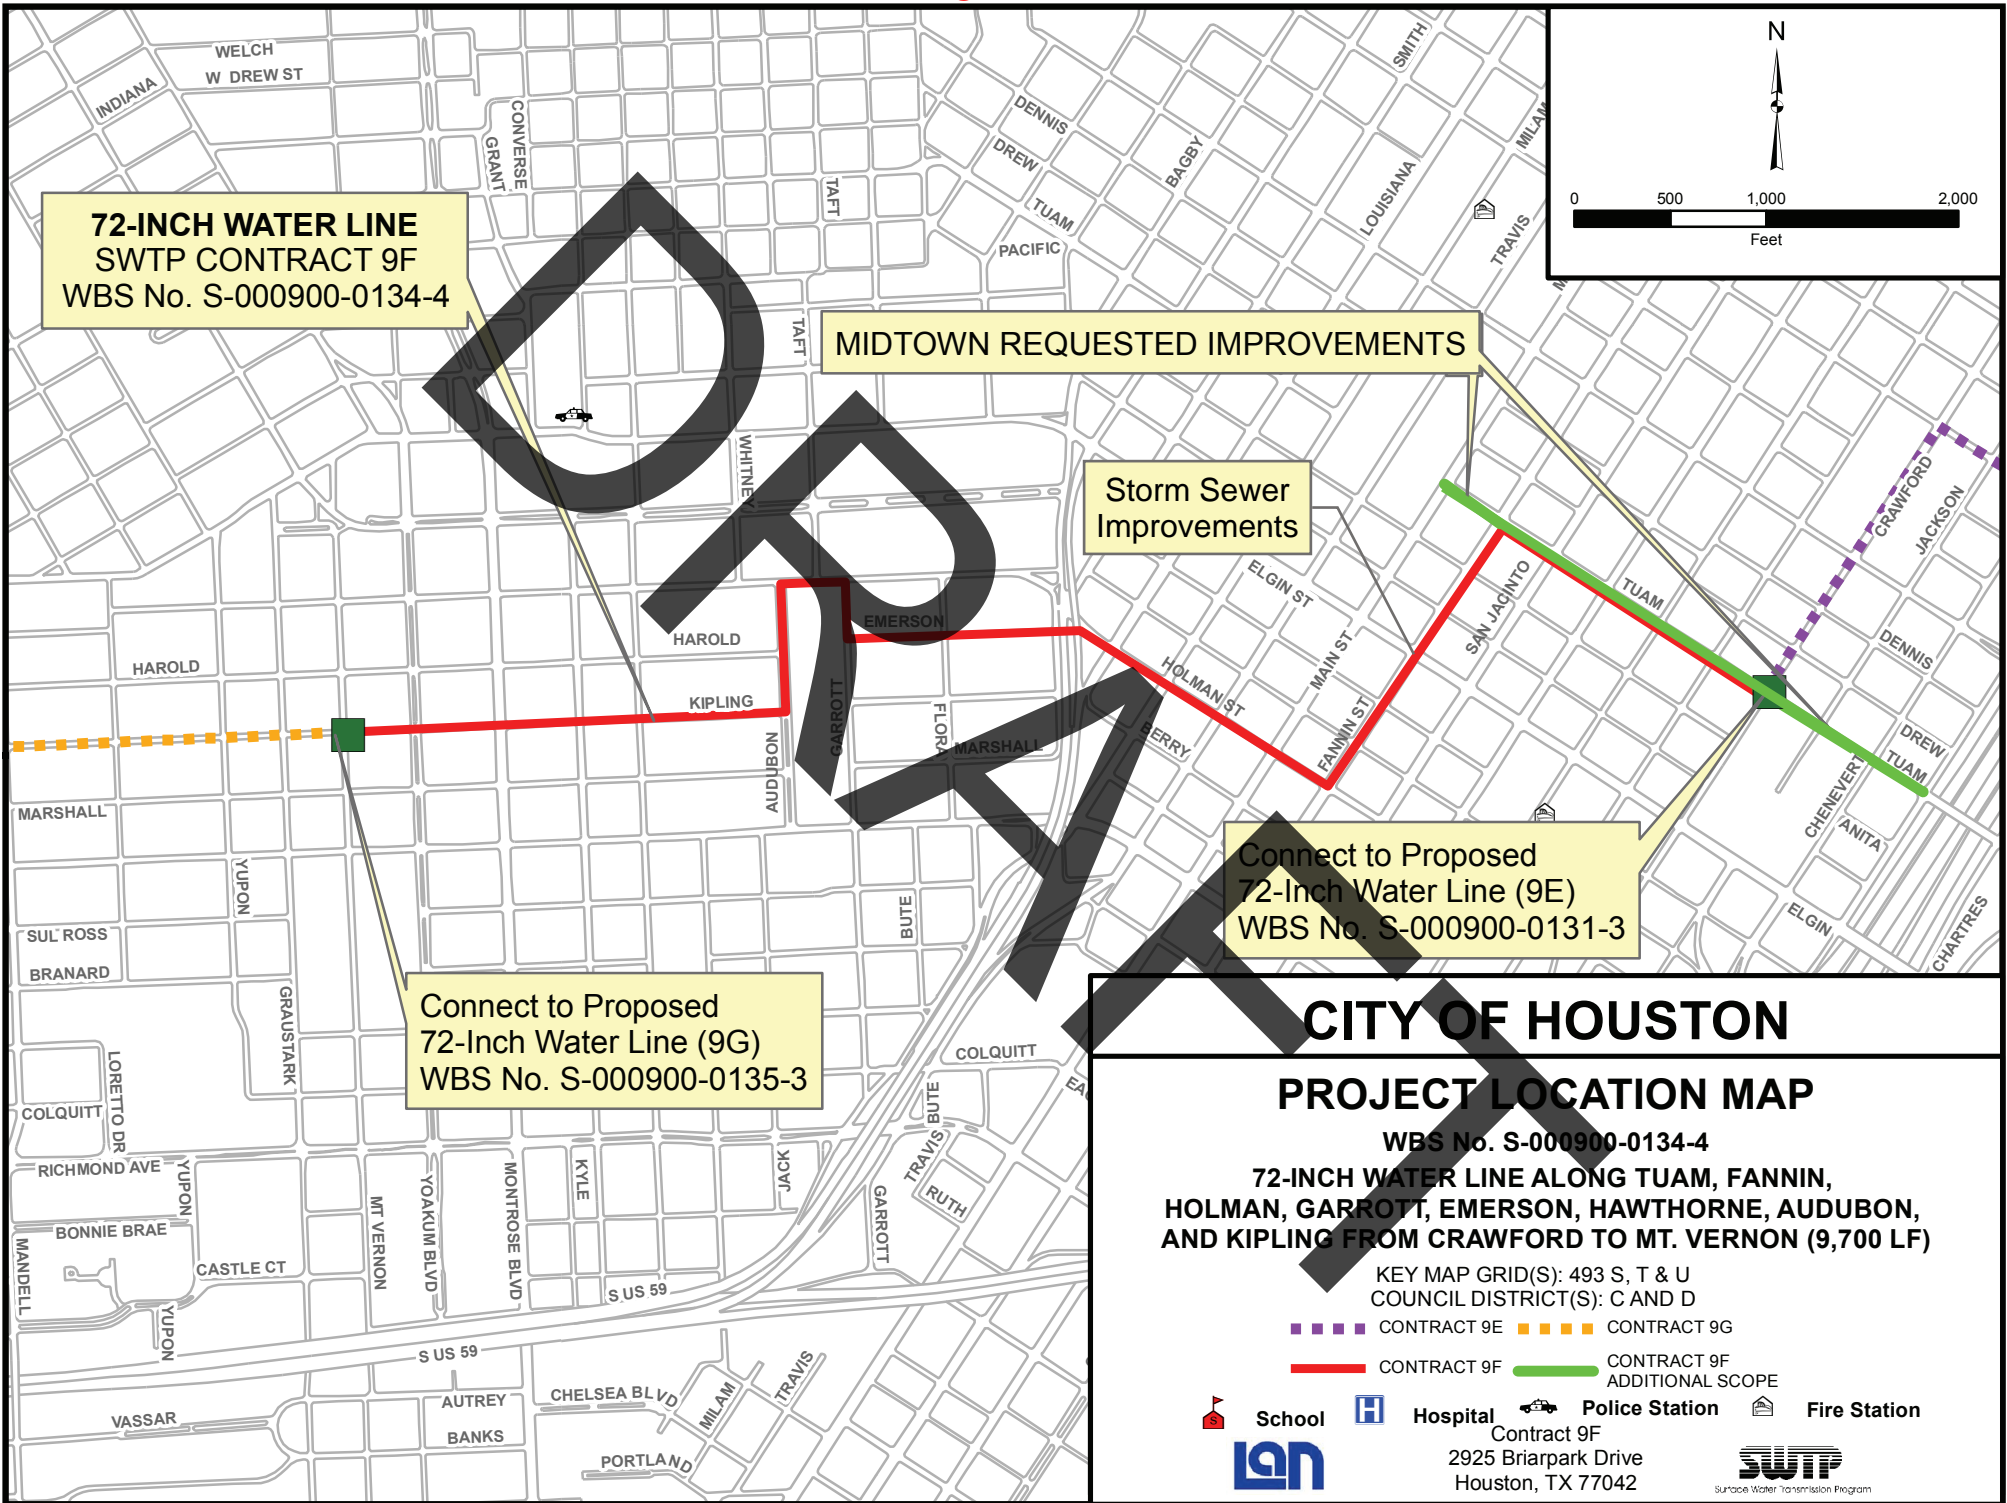 WELCH
W DREW ST
INDIANA
CONVERSE
GRANT
TAFT
DENNIS
DREW
TUAM
PACIFIC
BAGBY
SMITH
MILAM
LOUISIANA
TRAVIS
N
0 500 1,000 2,000
Feet
72-INCH WATER LINE
SWTP CONTRACT 9F
WBS No. S-000900-0134-4
TAFT
MIDTOWN REQUESTED IMPROVEMENTS
WHITNEY
Storm Sewer
Improvements
CRAWFORD
JACKSON
ELGIN ST
SAN JACINTO
TUAM
DENNIS
HAROLD
HAROLD
EMERSON
KIPLING
GARROTT
FLORA
MARSHALL
AUDUBON
HOLMAN ST
MAIN ST
FANNIN ST
BERRY
DREW
TUAM
CHENEVERT
ANITA
ELGIN
CHARTRES
MARSHALL
YUPON
SUL ROSS
BRANARD
GRAUSTARK
BUTE
Connect to Proposed
72-Inch Water Line (9E)
WBS No. S-000900-0131-3
Connect to Proposed
72-Inch Water Line (9G)
WBS No. S-000900-0135-3
COLQUITT
LORETTO DR
COLQUITT
BUTE
TRAVIS
RUTH
RICHMOND AVE
YUPON
MT VERNON
YOAKUM BLVD
MONTROSE BLVD
KYLE
JACK
GARROTT
BONNIE BRAE
MANDELL
CASTLE CT
YUPON
S US 59
S US 59
VASSAR
AUTREY
BANKS
CHELSEA BLVD
MILAM
TRAVIS
PORTLAND
DRAFT
CITY OF HOUSTON
PROJECT LOCATION MAP
WBS No. S-000900-0134-4
72-INCH WATER LINE ALONG TUAM, FANNIN,
HOLMAN, GARROTT, EMERSON, HAWTHORNE, AUDUBON,
AND KIPLING FROM CRAWFORD TO MT. VERNON (9,700 LF)
KEY MAP GRID(S): 493 S, T & U
COUNCIL DISTRICT(S): C AND D
CONTRACT 9E CONTRACT 9G
CONTRACT 9F CONTRACT 9F
ADDITIONAL SCOPE
S School H Hospital Police Station Fire Station
Contract 9F
2925 Briarpark Drive
Houston, TX 77042
Lan
SWTP
Surface Water Transmission Program